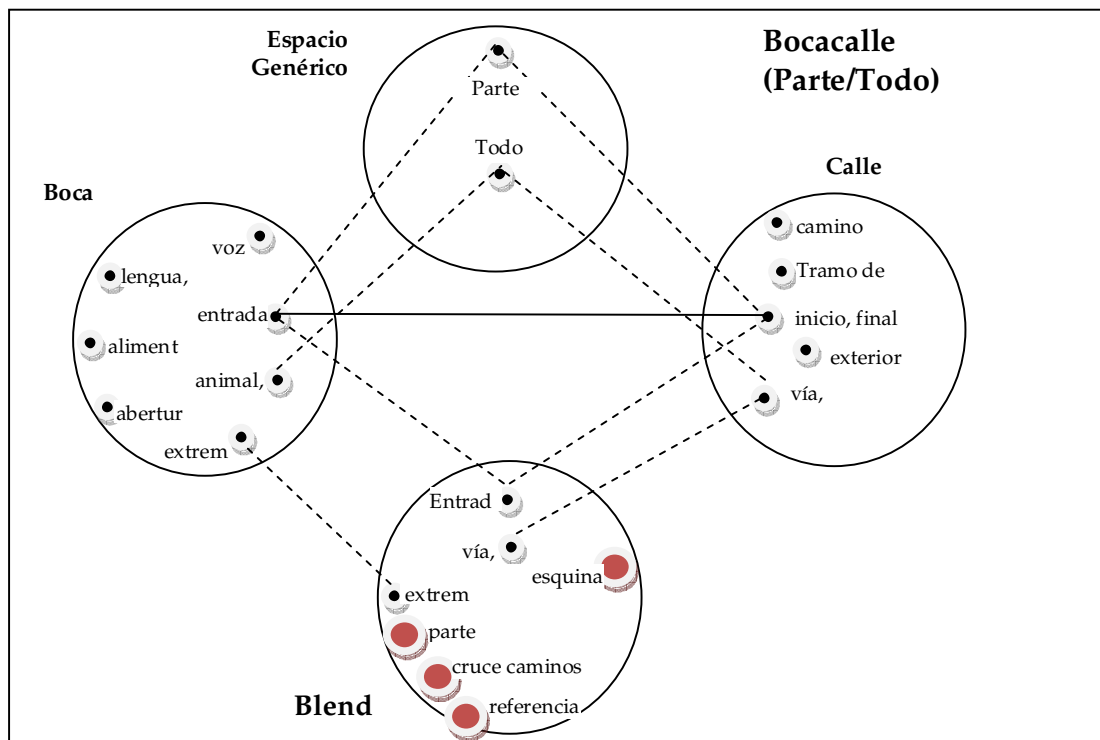 Espacio
Genérico
Bocacalle
(Parte/Todo)
Parte
Todo
Boca
Calle
voz
lengua,
entrada
aliment
animal,
abertur
extrem
camino
Tramo de
inicio, final
exterior
vía,
Entrad
vía,
esquina
extrem
parte
cruce caminos
referencia
Blend